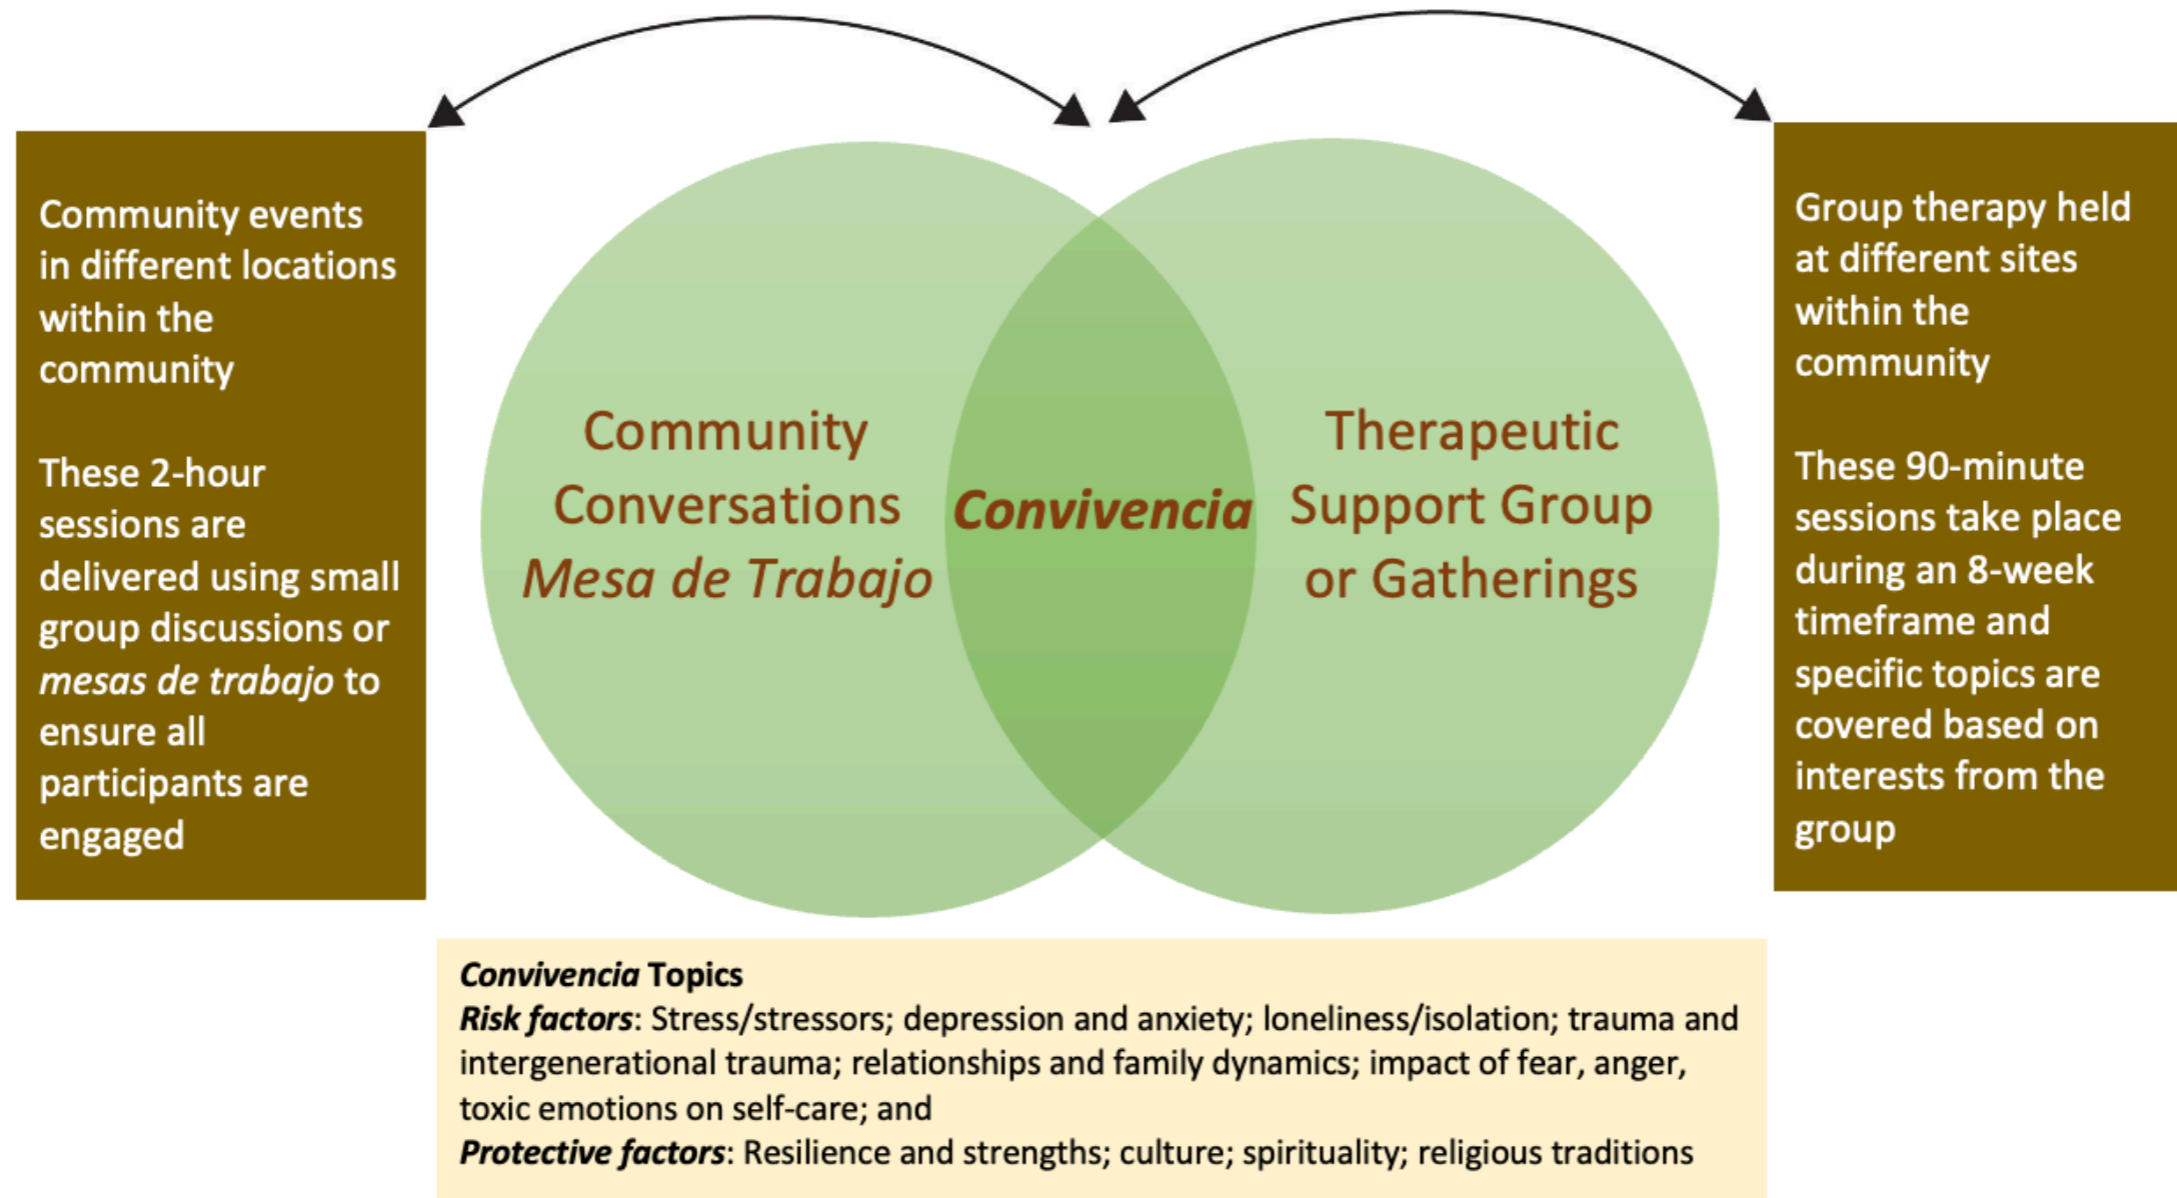 Community events
in different locations
within the
community
These 2-hour
sessions are
delivered using small
group discussions or
mesas de trabajo to
ensure all
participants are
engaged
Community
Conversations
Mesa de Trabajo
Convivencia
Therapeutic
Support Group
or Gatherings
Group therapy held
at different sites
within the
community
These 90-minute
sessions take place
during an 8-week
timeframe and
specific topics are
covered based on
interests from the
group
Convivencia Topics
Risk factors: Stress/stressors; depression and anxiety; loneliness/isolation; trauma and
intergenerational trauma; relationships and family dynamics; impact of fear, anger,
toxic emotions on self-care; and
Protective factors: Resilience and strengths; culture; spirituality; religious traditions